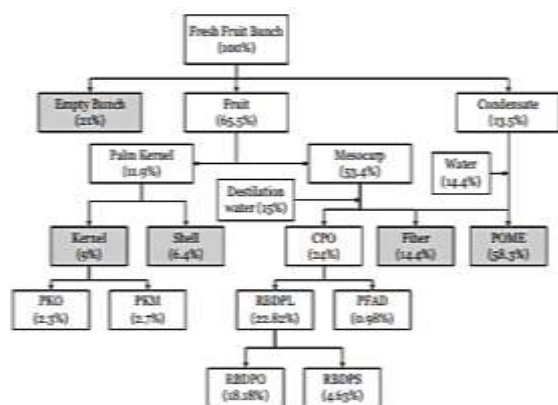 Fresh Fruit Bunch
(100%)
Empty Bunch
(21%)
Fruit
(65.5%)
Condensate
(13.5%)
Palm Kernel
(11.9%)
Mesocarp
(53.4%)
Water
(14.4%)
Destilation
water (15%)
Kernel
(5%)
Shell
(6.4%)
CPO
(24%)
Fiber
(14.4%)
POME
(58.3%)
PKO
(2.3%)
PKM
(2.7%)
RBDPL
(22.82%)
PFAD
(0.98%)
RBDPO
(18.18%)
RBDPS
(4.63%)